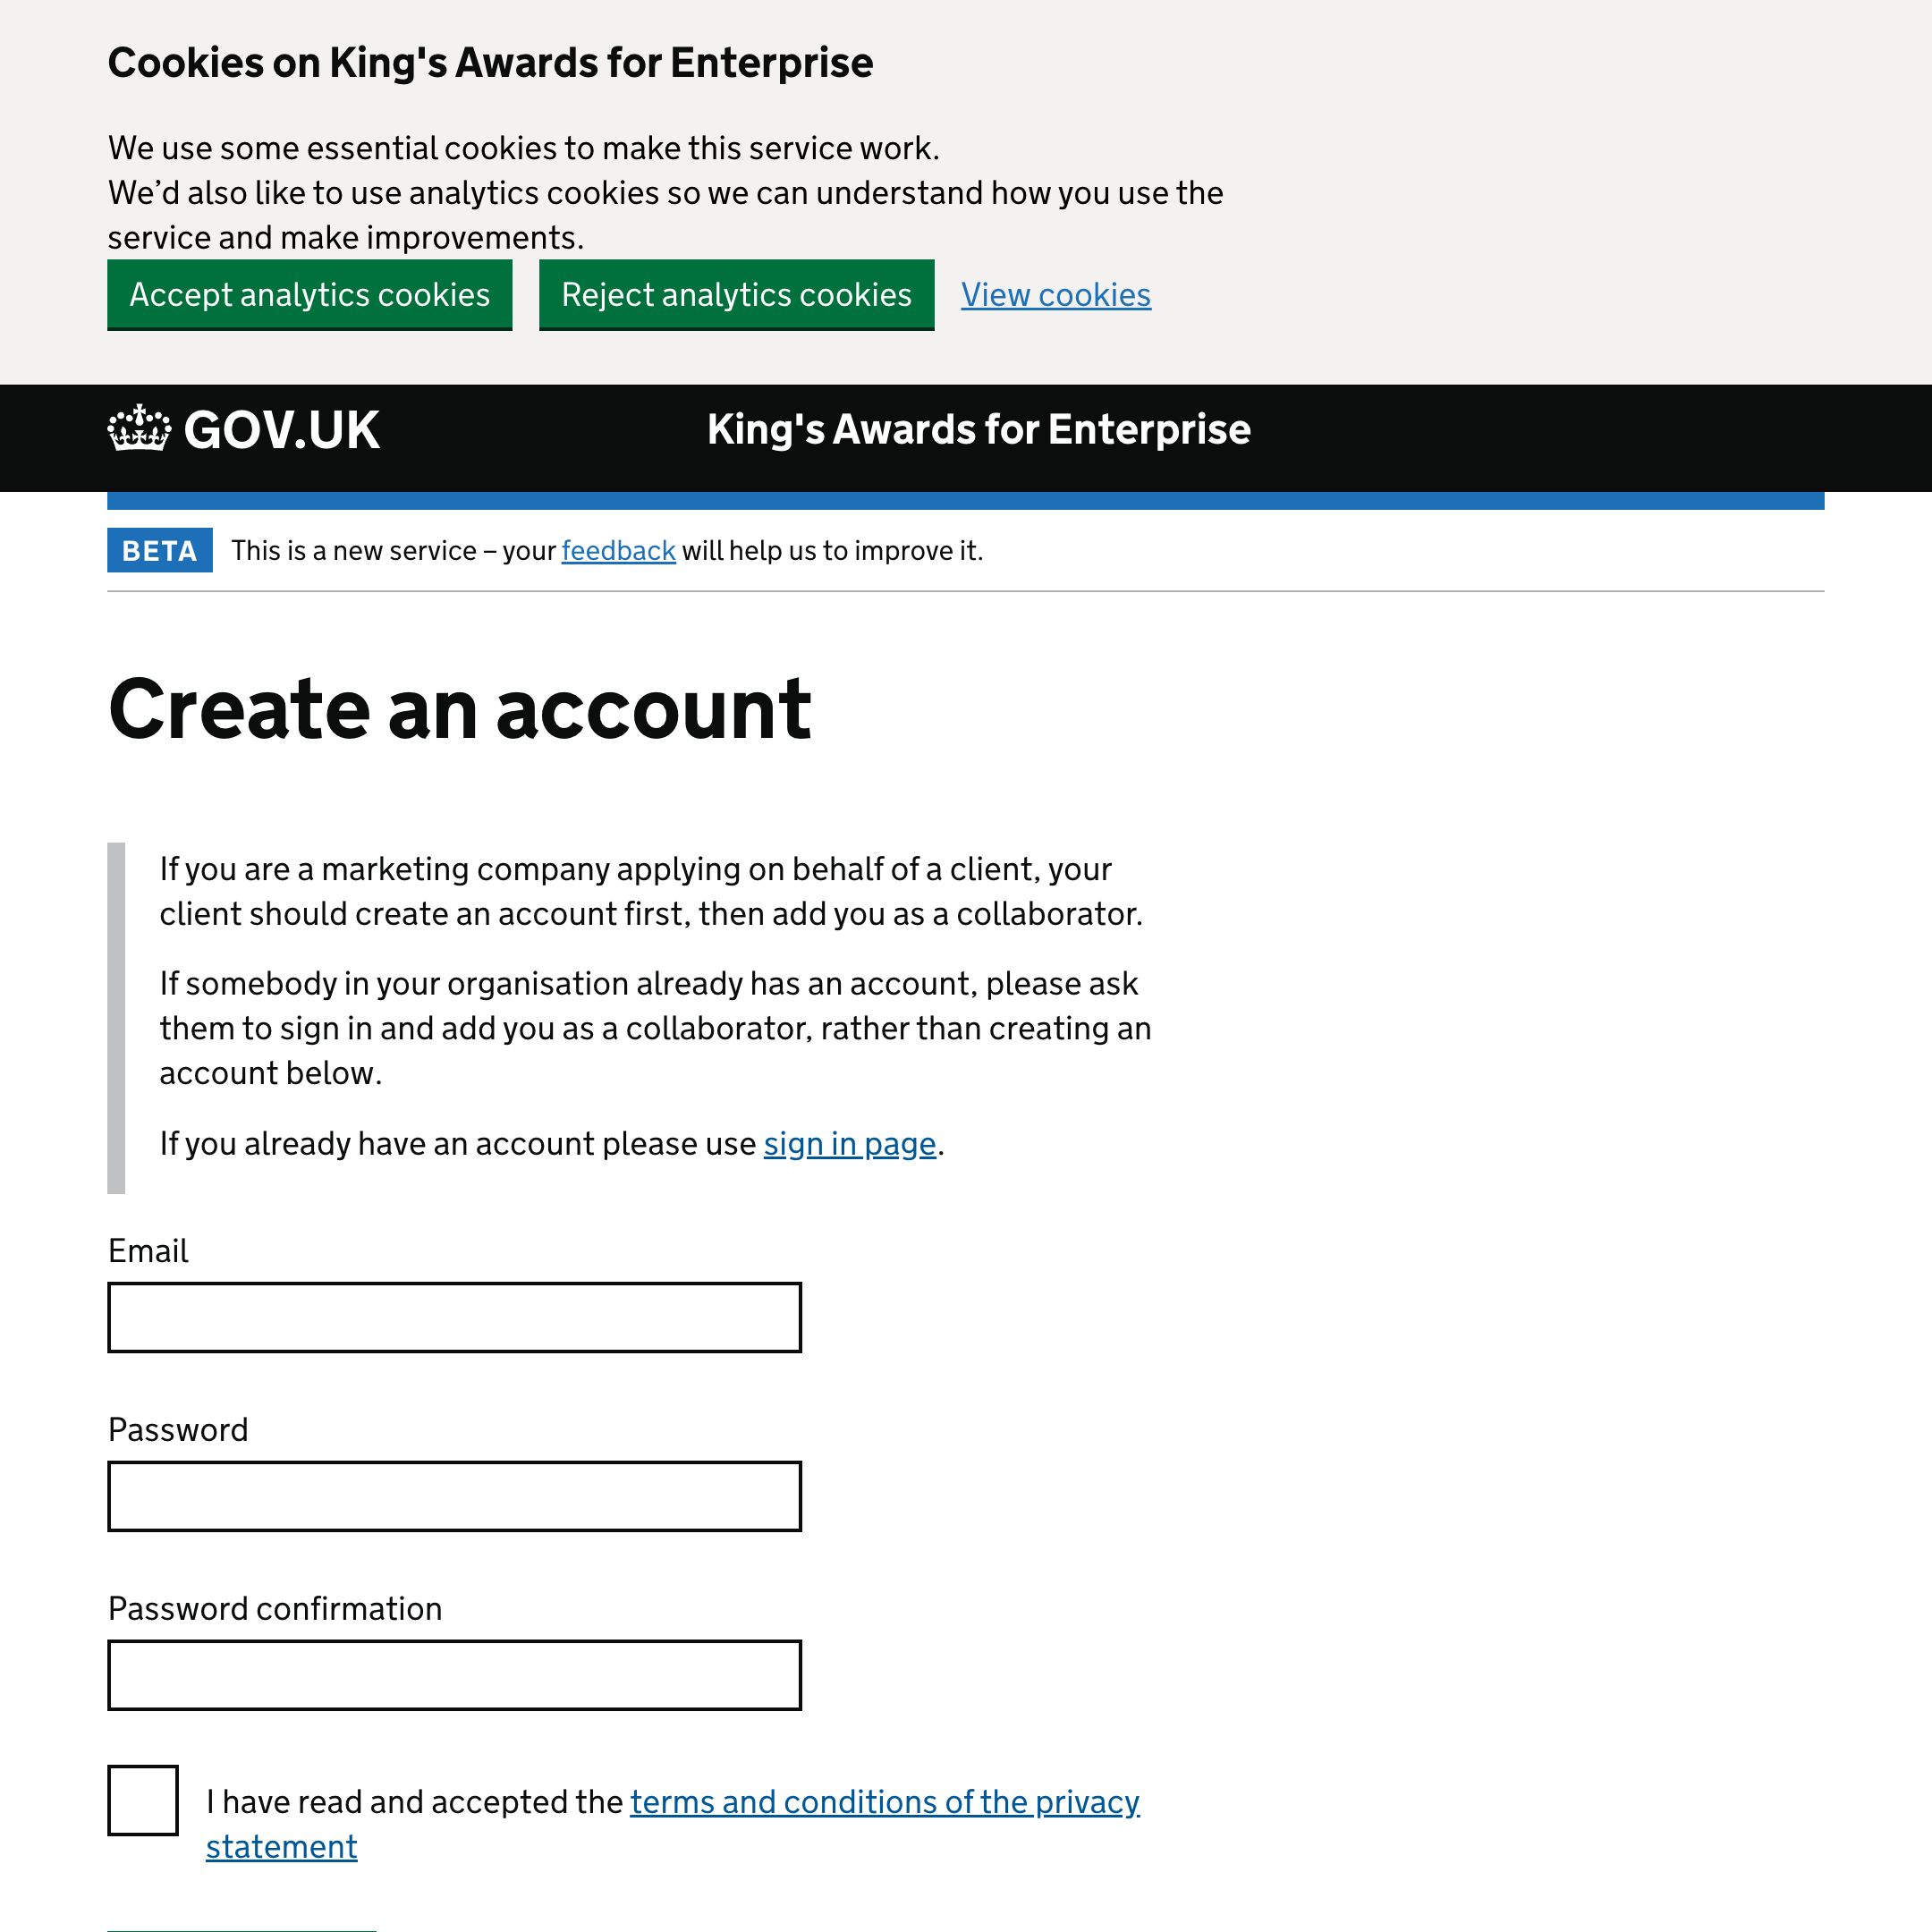 Cookies on King's Awards for Enterprise
We use some essential cookies to make this service work.
We’d also like to use analytics cookies so we can understand how you use the
service and make improvements.
Accept analytics cookies Reject analytics cookies View cookies
GOV.UK King's Awards for Enterprise
BETA This is a new service – your feedback will help us to improve it.
Create an account
If you are a marketing company applying on behalf of a client, your
client should create an account first, then add you as a collaborator.
If somebody in your organisation already has an account, please ask
them to sign in and add you as a collaborator, rather than creating an
account below.
If you already have an account please use sign in page.
Email
Password
Password confirmation
I have read and accepted the terms and conditions of the privacy
statement